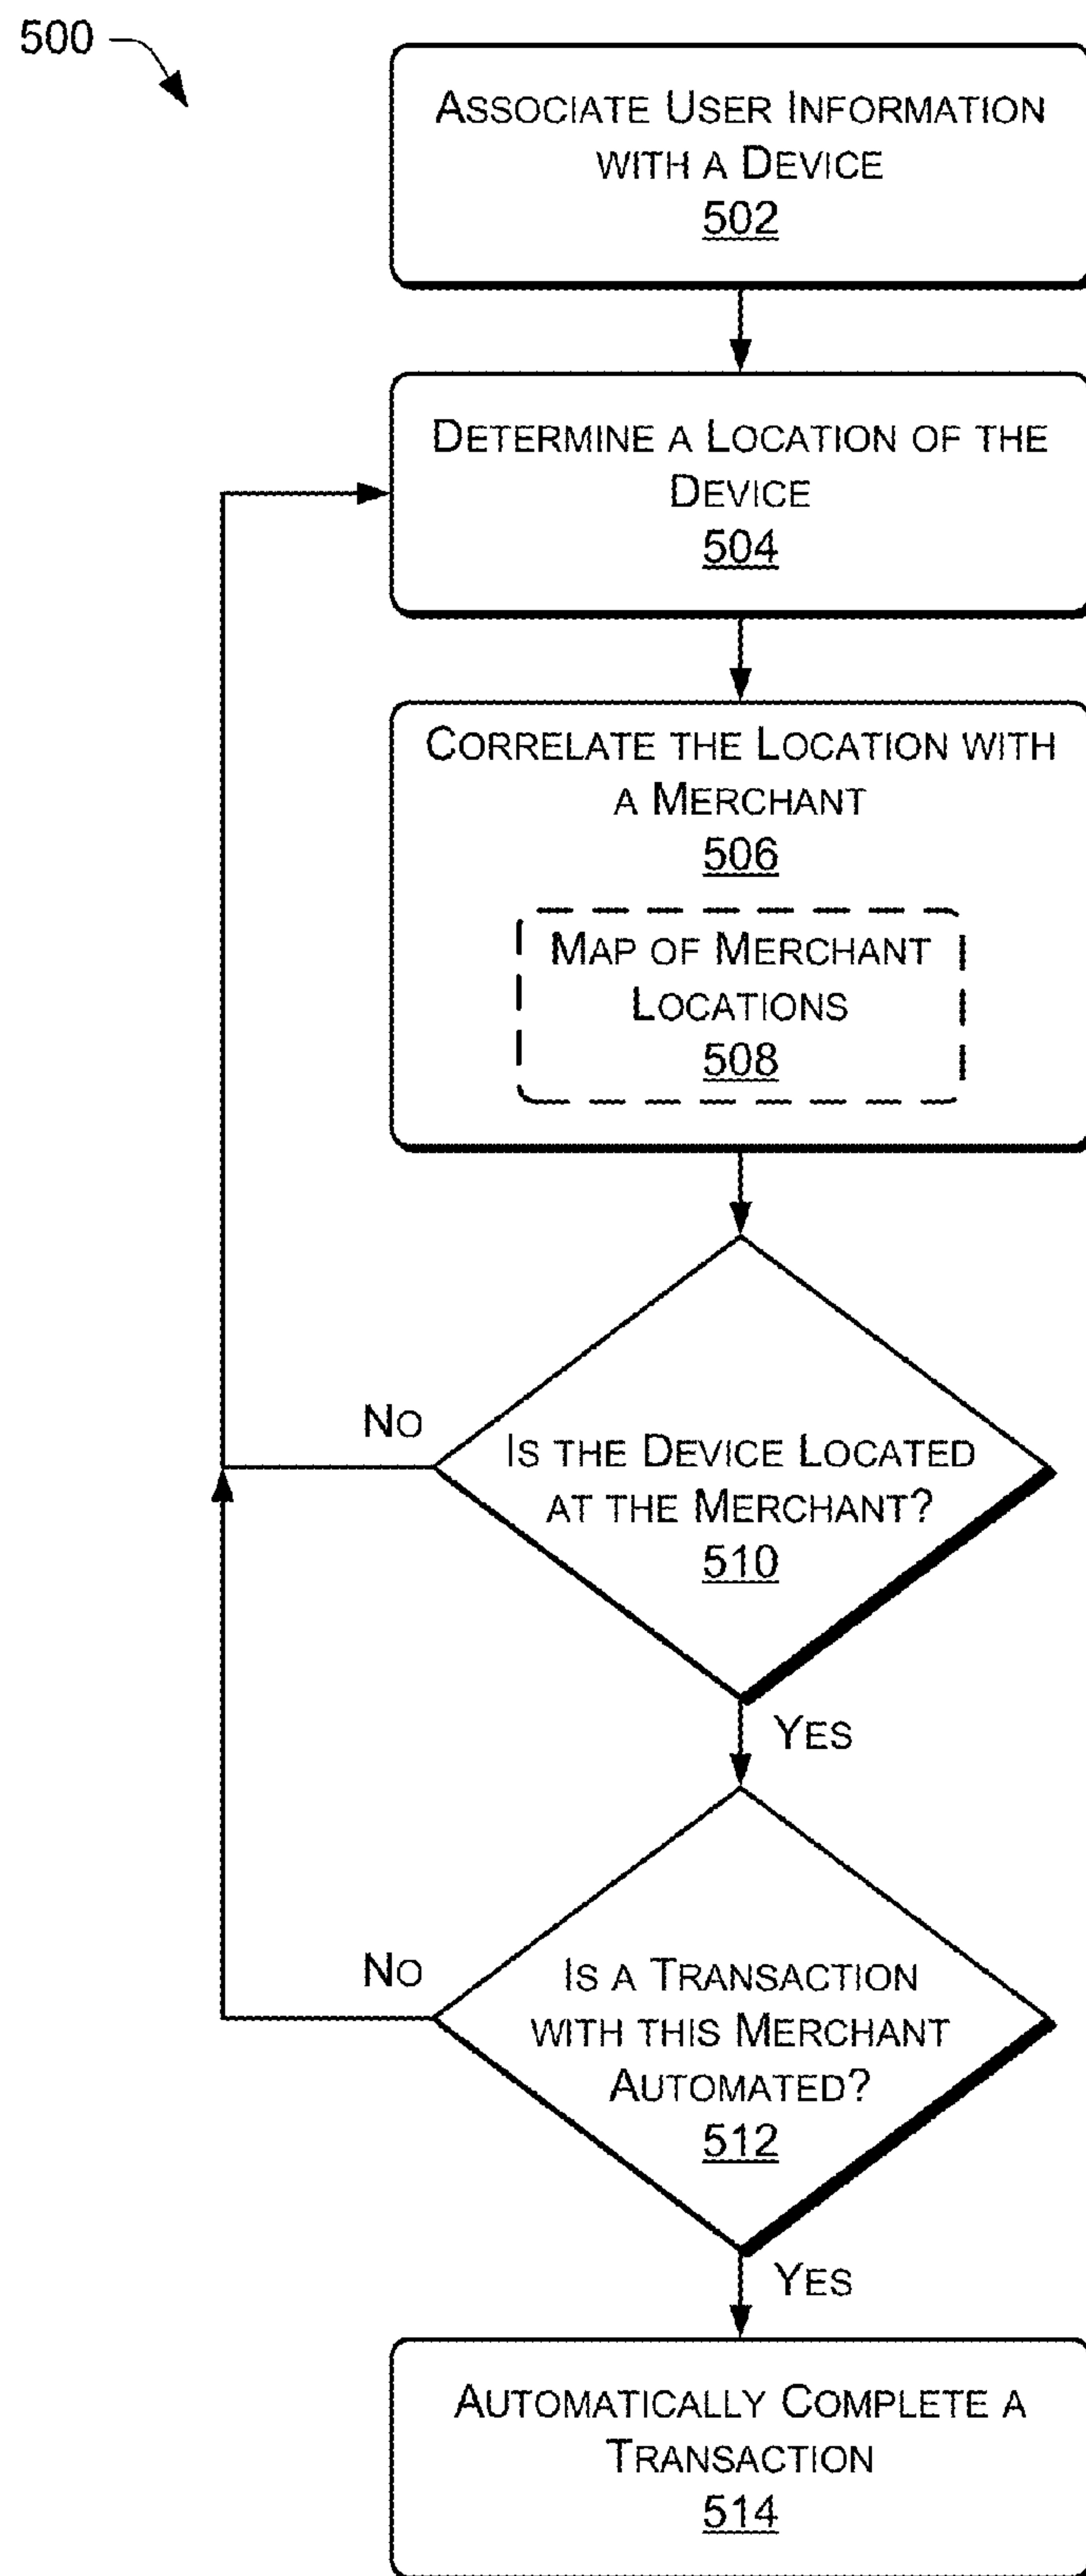 500
ASSOCIATE USER INFORMATION
WITH A DEVICE
502
DETERMINE A LOCATION OF THE
DEVICE
504
CORRELATE THE LOCATION WITH
A MERCHANT
506
MAP OF MERCHANT
LOCATIONS
508
NO
IS THE DEVICE LOCATED
AT THE MERCHANT?
510
YES
NO
IS A TRANSACTION
WITH THIS MERCHANT
AUTOMATED?
512
YES
AUTOMATICALLY COMPLETE A
TRANSACTION
514